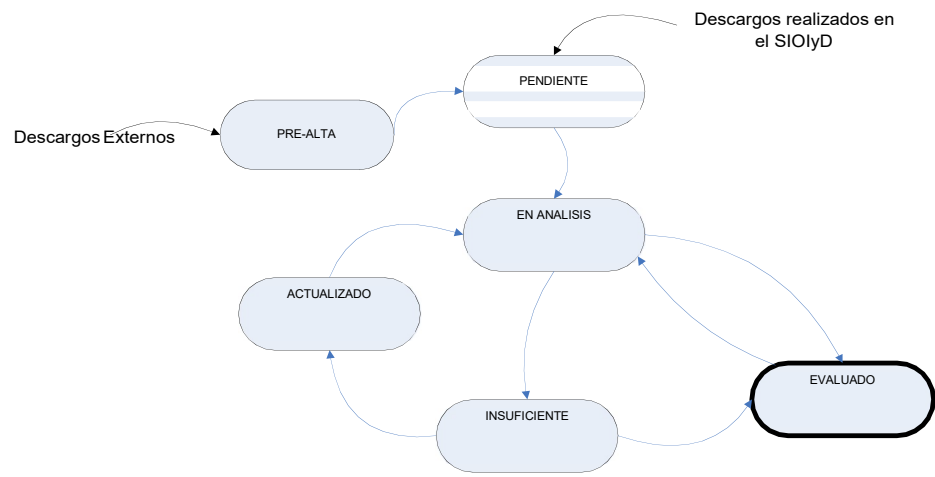 Descargos realizados en
el SIOIyD
PENDIENTE
Descargos Externos
PRE-ALTA
EN ANALISIS
ACTUALIZADO
EVALUADO
INSUFICIENTE